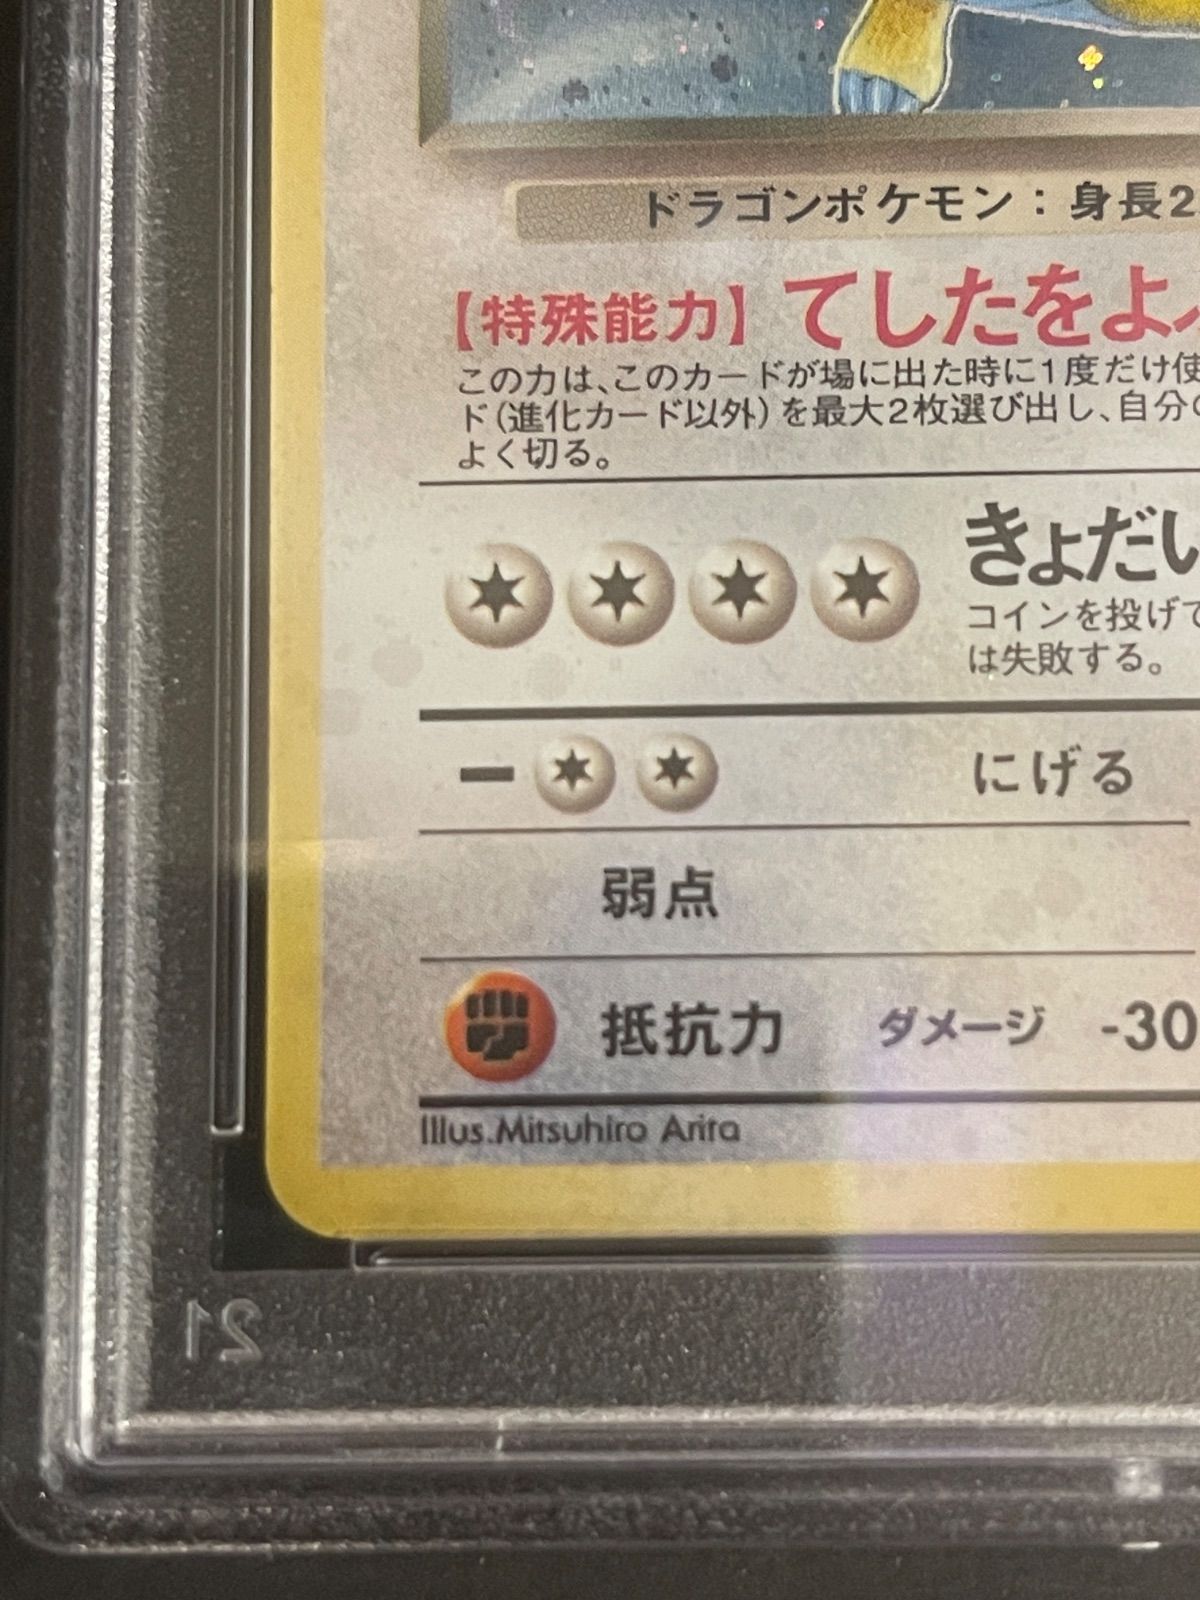 ドラゴンポケモン：身長2
【特殊能力】てしたをよ
この力は、このカードが場に出た時に1度だけ使
ド（進化カード以外）を最大2枚選び出し、自分の
よく切る。
きょだい
コインを投げて
は失敗する。
にげる
弱点
抵抗力 ダメージ -30
Illus.Mitsuhiro Arita
21